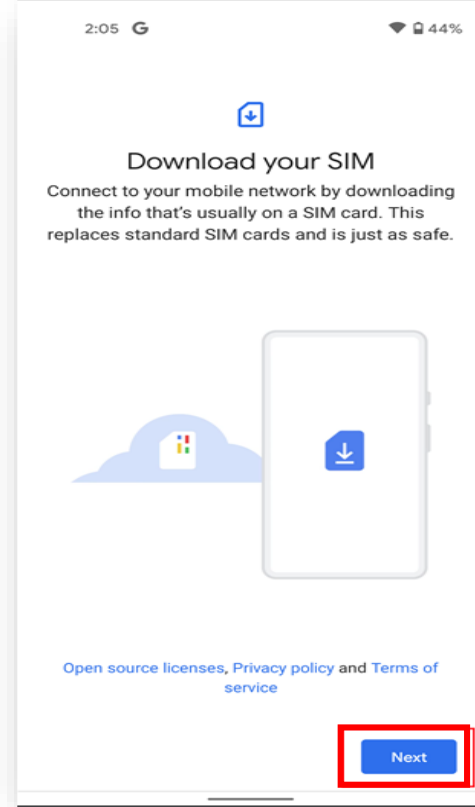 2:05 G 44%
Download your SIM
Connect to your mobile network by downloading
the info that's usually on a SIM card. This
replaces standard SIM cards and is just as safe.
Open source licenses, Privacy policy and Terms of
service
Next